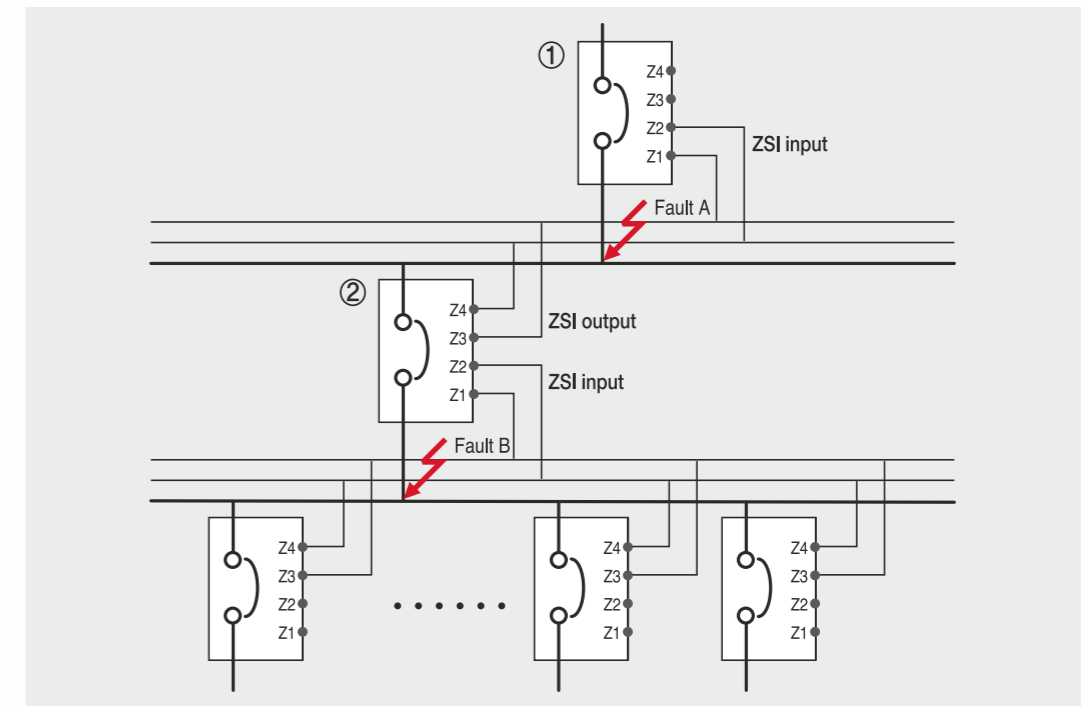 ①
Z4
Z3
Z2
Z1
ZSI input
Fault A
②
Z4
Z3
Z2
Z1
ZSI output
ZSI input
Fault B
Z4
Z3
Z2
Z1
Z4
Z3
Z2
Z1
Z4
Z3
Z2
Z1